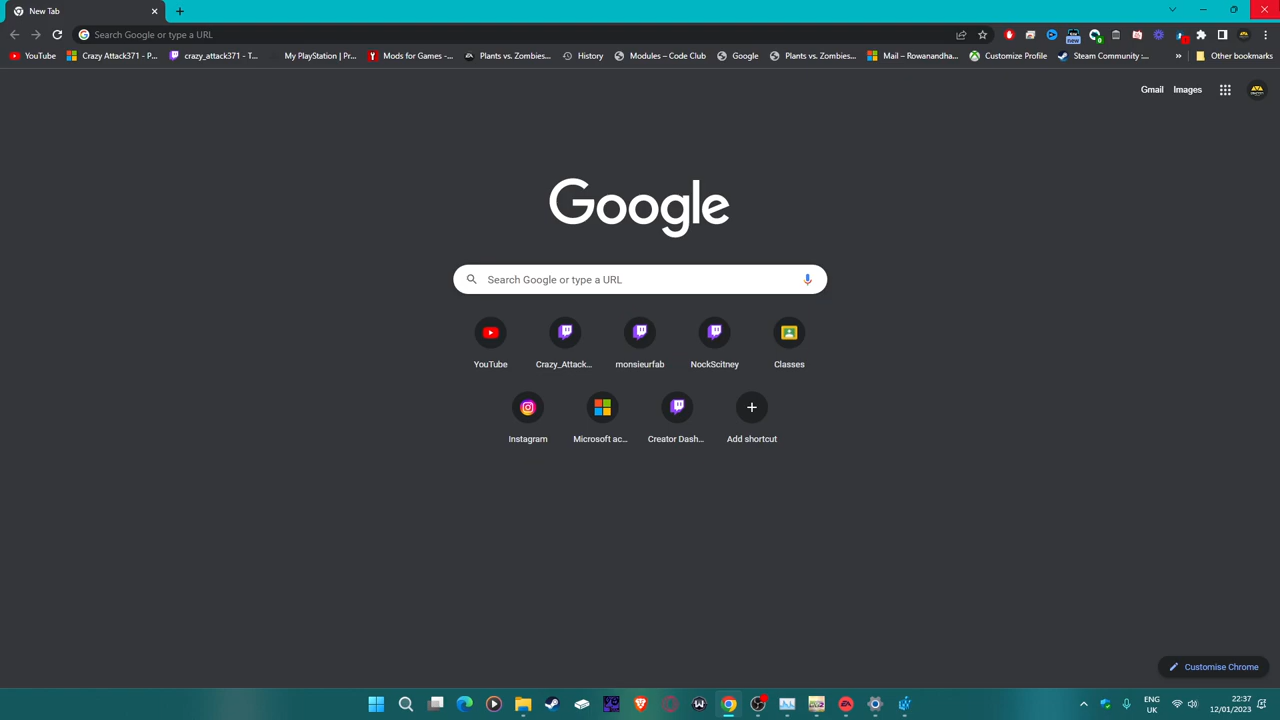 New Tab
Search Google or type a URL
YouTube
Crazy Attack371 - P...
crazy_attack371 - T...
My PlayStation | Pr...
Mods for Games -...
Plants vs. Zombies...
History
Modules – Code Club
Google
Plants vs. Zombies...
Mail – Rowanandha...
Customize Profile
Steam Community :...
»
Other bookmarks
Gmail
Images
Google
Search Google or type a URL
YouTube
Crazy_Attack...
monsieurfab
NockScitney
Classes
Instagram
Microsoft ac...
Creator Dash...
Add shortcut
Customise Chrome
ENG
UK
22:37
12/01/2023